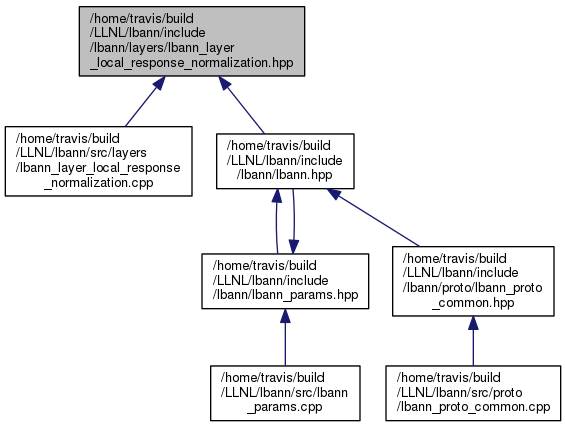 /home/travis/build
/LLNL/lbann/include
/lbann/layers/lbann_layer
_local_response_normalization.hpp
/home/travis/build
/LLNL/lbann/src/layers
/lbann_layer_local_response
_normalization.cpp
/home/travis/build
/LLNL/lbann/include
/lbann/lbann.hpp
/home/travis/build
/LLNL/lbann/include
/lbann/lbann_params.hpp
/home/travis/build
/LLNL/lbann/include
/lbann/proto/lbann_proto
_common.hpp
/home/travis/build
/LLNL/lbann/src/lbann
_params.cpp
/home/travis/build
/LLNL/lbann/src/proto
/lbann_proto_common.cpp